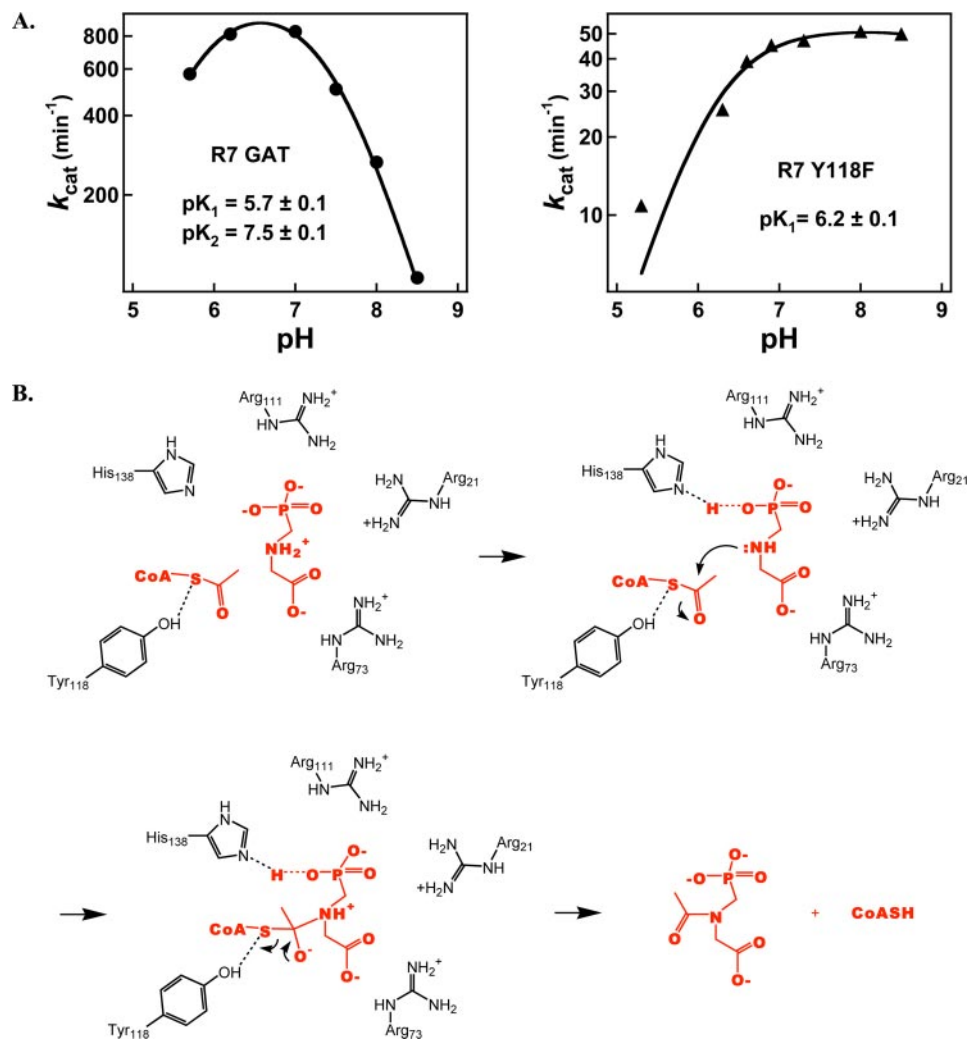 A.
800
600
400
200
k_cat (min⁻¹)
R7 GAT
pK₁ = 5.7 ± 0.1
pK₂ = 7.5 ± 0.1
5 6 7 8 9
pH
50
40
30
20
10
k_cat (min⁻¹)
R7 Y118F
pK₁= 6.2 ± 0.1
5 6 7 8 9
pH
B.
Arg₁₁₁ NH₂⁺
HN NH₂
H
N
His₁₃₈
N
O-
-O P O
NH₂⁺
O
O-
H₂N Arg₂₁
NH
+H₂N
CoA S
O
OH
Tyr₁₁₈
NH₂⁺
HN NH₂
Arg₇₃
Arg₁₁₁ NH₂⁺
HN NH₂
H
N
His₁₃₈
N
H O P O
O-
:NH
O
O-
H₂N Arg₂₁
NH
+H₂N
CoA S
O
OH
Tyr₁₁₈
NH₂⁺
HN NH₂
Arg₇₃
Arg₁₁₁ NH₂⁺
HN NH₂
H
N
His₁₃₈
N
H O P O
O-
NH⁺
O
O-
H₂N Arg₂₁
NH
+H₂N
CoA S
O-
OH
Tyr₁₁₈
NH₂⁺
HN NH₂
Arg₇₃
O-
-O P O
N
O
O
O-
+ CoASH